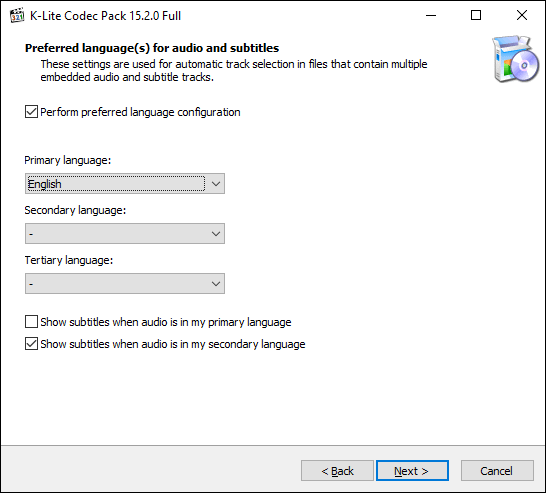 K-Lite Codec Pack 15.2.0 Full
Preferred language(s) for audio and subtitles
These settings are used for automatic track selection in files that contain multiple
embedded audio and subtitle tracks.
Perform preferred language configuration
Primary language:
English
Secondary language:
-
Tertiary language:
-
Show subtitles when audio is in my primary language
Show subtitles when audio is in my secondary language
< Back Next > Cancel